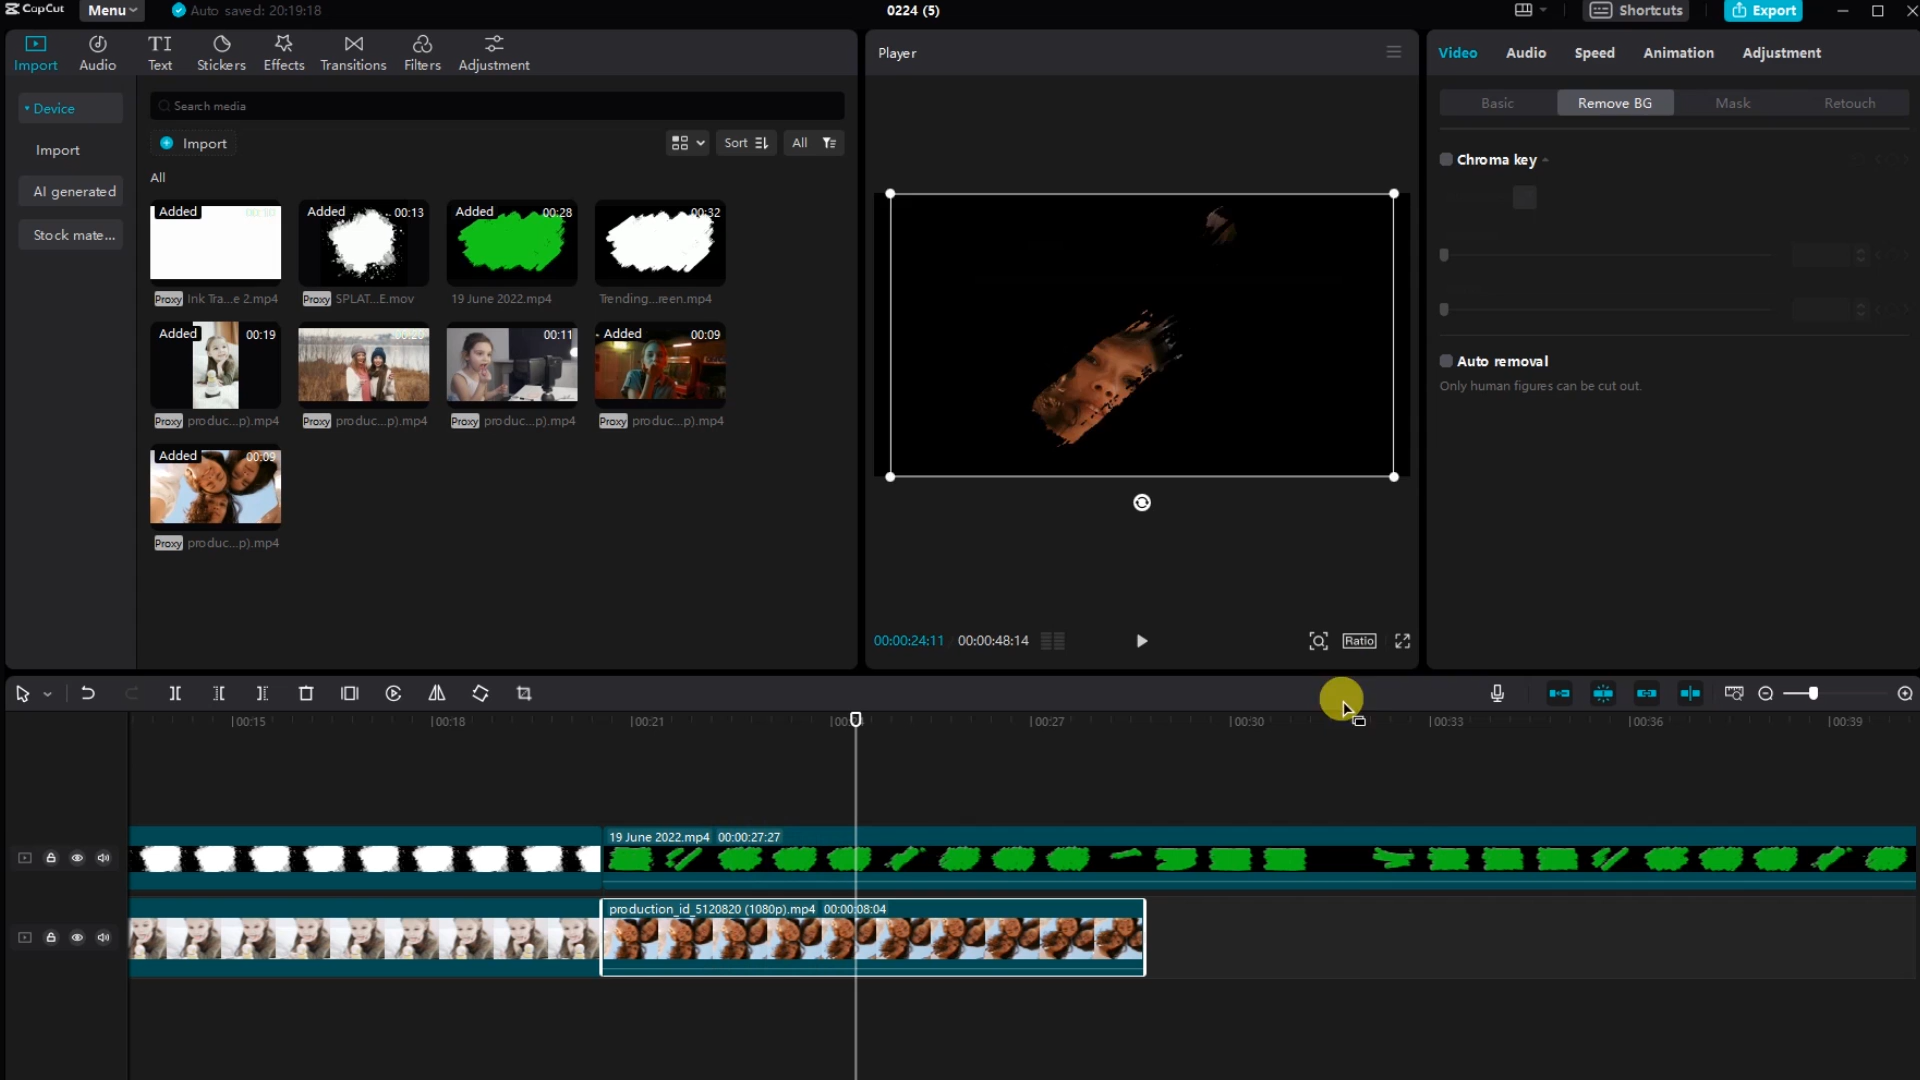 CapCut
Menu
Auto saved: 20:19:18
0224 (5)
Shortcuts
Export
Import
Audio
Text
Stickers
Effects
Transitions
Filters
Adjustment
Device
Import
AI generated
Stock mate...
Search media
Import
Sort
All
All
Added
Added 00:13
Added 00:28
00:32
Proxy Ink Tra...e 2.mp4
Proxy SPLAT...E.mov
19 June 2022.mp4
Trending...reen.mp4
Added 00:19
00:11
Added 00:09
Proxy produc...p).mp4
Proxy produc...p).mp4
Proxy produc...p).mp4
Proxy produc...p).mp4
Added 00:09
Proxy produc...p).mp4
Player
00:00:24:11 00:00:48:14
Ratio
Video
Audio
Speed
Animation
Adjustment
Basic
Remove BG
Mask
Retouch
Chroma key
Auto removal
Only human figures can be cut out.
00:15
00:18
00:21
00:27
00:30
00:33
00:36
00:39
19 June 2022.mp4 00:00:27:27
production_id_5120820 (1080p).mp4 00:00:08:04